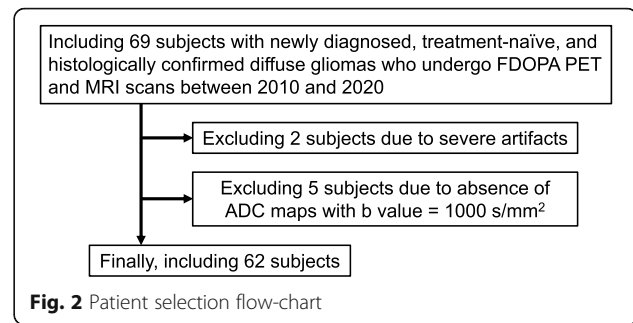 Including 69 subjects with newly diagnosed, treatment-naïve, and
histologically confirmed diffuse gliomas who undergo FDOPA PET
and MRI scans between 2010 and 2020
Excluding 2 subjects due to severe artifacts
Excluding 5 subjects due to absence of
ADC maps with b value = 1000 s/mm²
Finally, including 62 subjects
Fig. 2 Patient selection flow-chart